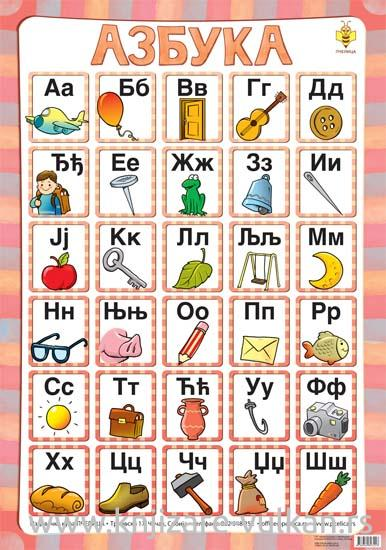 АЗБУКА
ПЧЕЛИЦА
Аа Бб Вв Гг Дд
Ђђ Ее Жж Зз Ии
Јј Кк Лл Љљ Мм
Нн Њњ Оо Пп Рр
Сс Тт Ћћ Уу Фф
Хх Цц Чч Џџ Шш